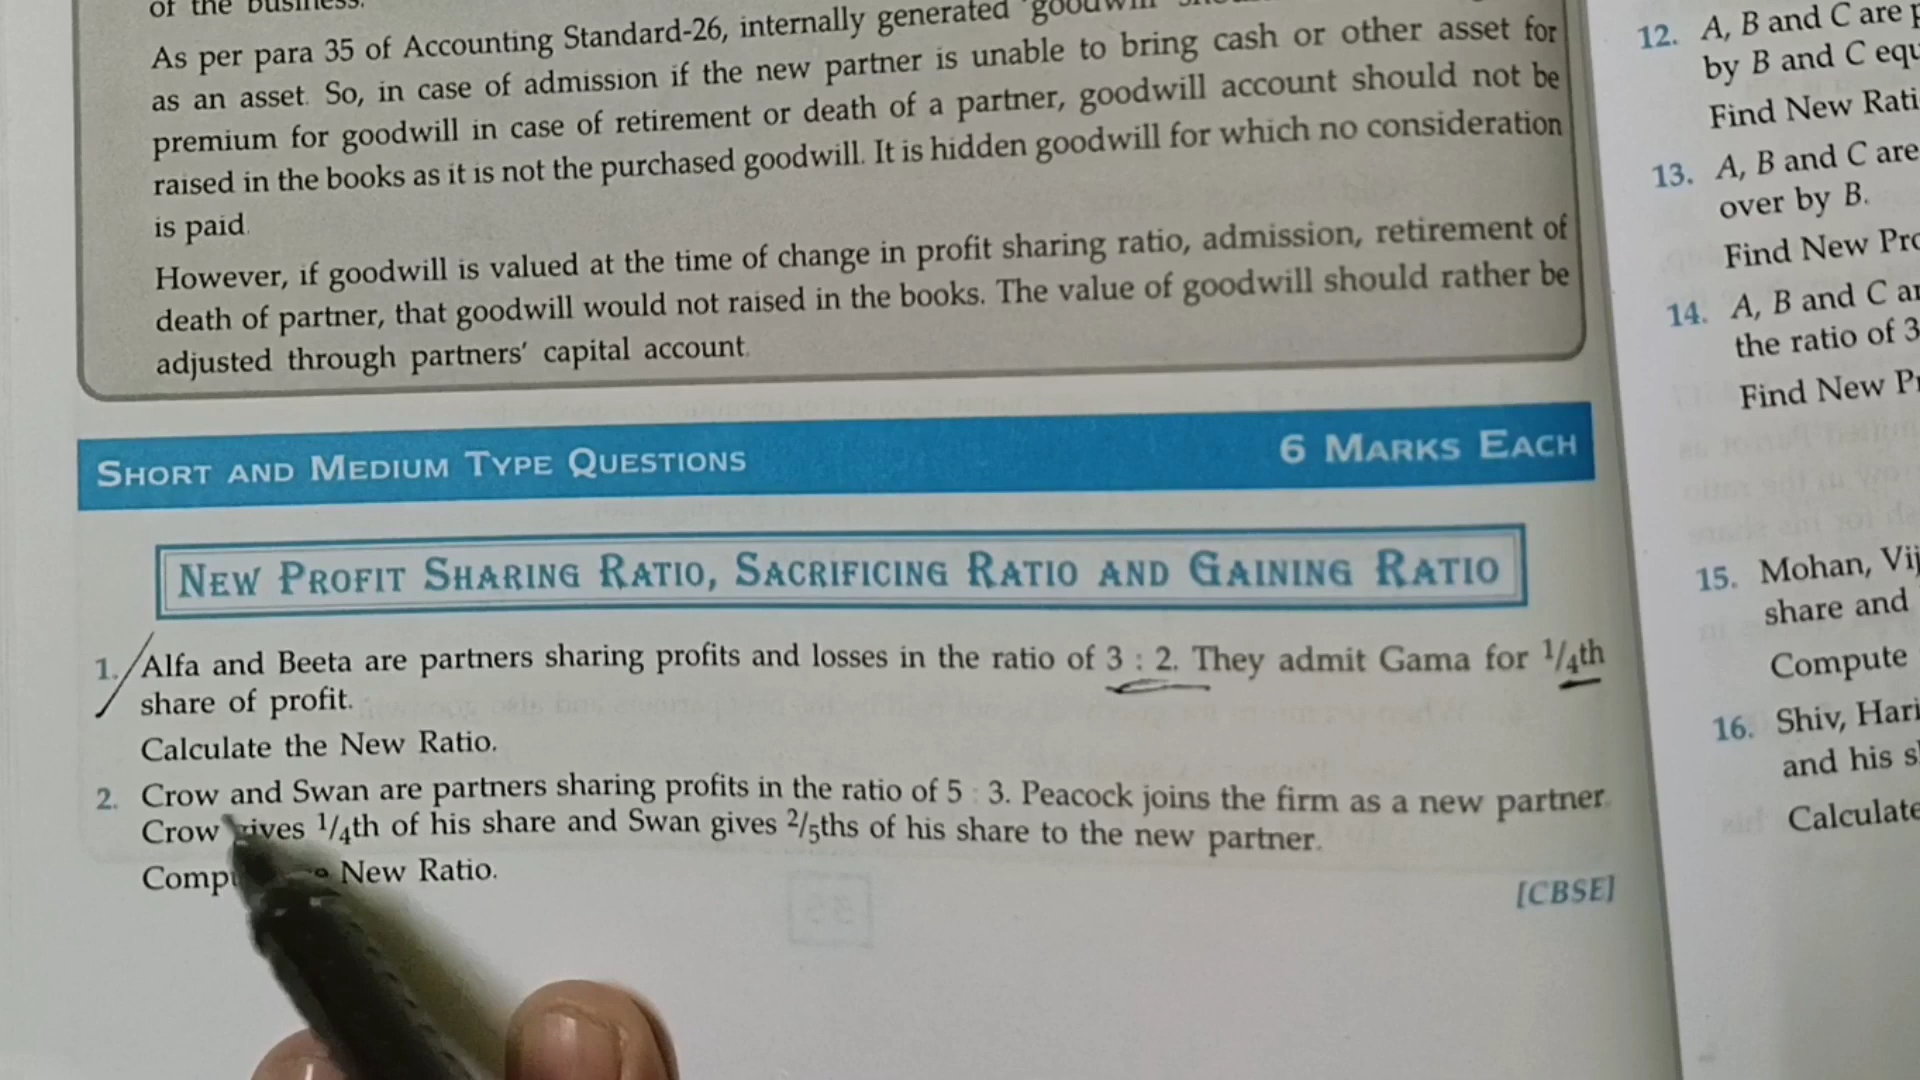 of the business.
As per para 35 of Accounting Standard-26, internally generated goodwill
as an asset. So, in case of admission if the new partner is unable to bring cash or other asset for
premium for goodwill in case of retirement or death of a partner, goodwill account should not be
raised in the books as it is not the purchased goodwill. It is hidden goodwill for which no consideration
is paid.
However, if goodwill is valued at the time of change in profit sharing ratio, admission, retirement of
death of partner, that goodwill would not raised in the books. The value of goodwill should rather be
adjusted through partners' capital account.
SHORT AND MEDIUM TYPE QUESTIONS 6 MARKS EACH
NEW PROFIT SHARING RATIO, SACRIFICING RATIO AND GAINING RATIO
1. Alfa and Beeta are partners sharing profits and losses in the ratio of 3 : 2. They admit Gama for 1/4th
share of profit.
Calculate the New Ratio.
2. Crow and Swan are partners sharing profits in the ratio of 5 : 3. Peacock joins the firm as a new partner.
Crow gives 1/4th of his share and Swan gives 2/5ths of his share to the new partner.
New Ratio.
[CBSE]
12. A, B and C are
by B and C
Find New
13. A, B and C are
over by B.
Find New
14. A, B and C
the ratio of 3
Find New
15. Mohan,
share and
Compute
16. Shiv, Hari
and his
Calculate